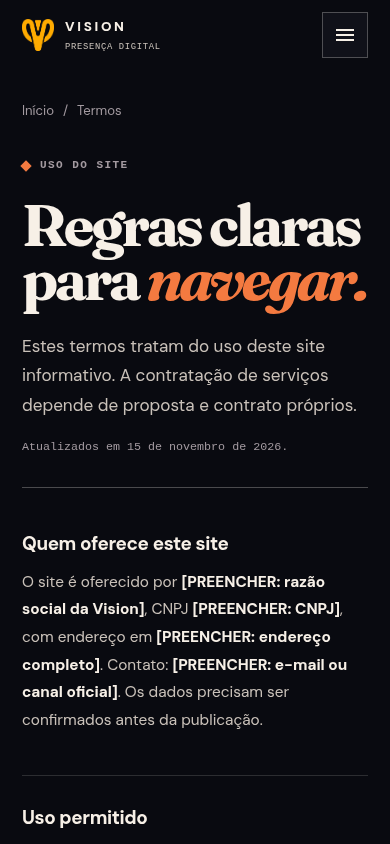 VISION
PRESENÇA DIGITAL
Início / Termos
USO DO SITE
Regras claras
para navegar.
Estes termos tratam do uso deste site
informativo. A contratação de serviços
depende de proposta e contrato próprios.
Atualizados em 15 de novembro de 2026.
Quem oferece este site
O site é oferecido por [PREENCHER: razão
social da Vision], CNPJ [PREENCHER: CNPJ],
com endereço em [PREENCHER: endereço
completo]. Contato: [PREENCHER: e-mail ou
canal oficial]. Os dados precisam ser
confirmados antes da publicação.
Uso permitido